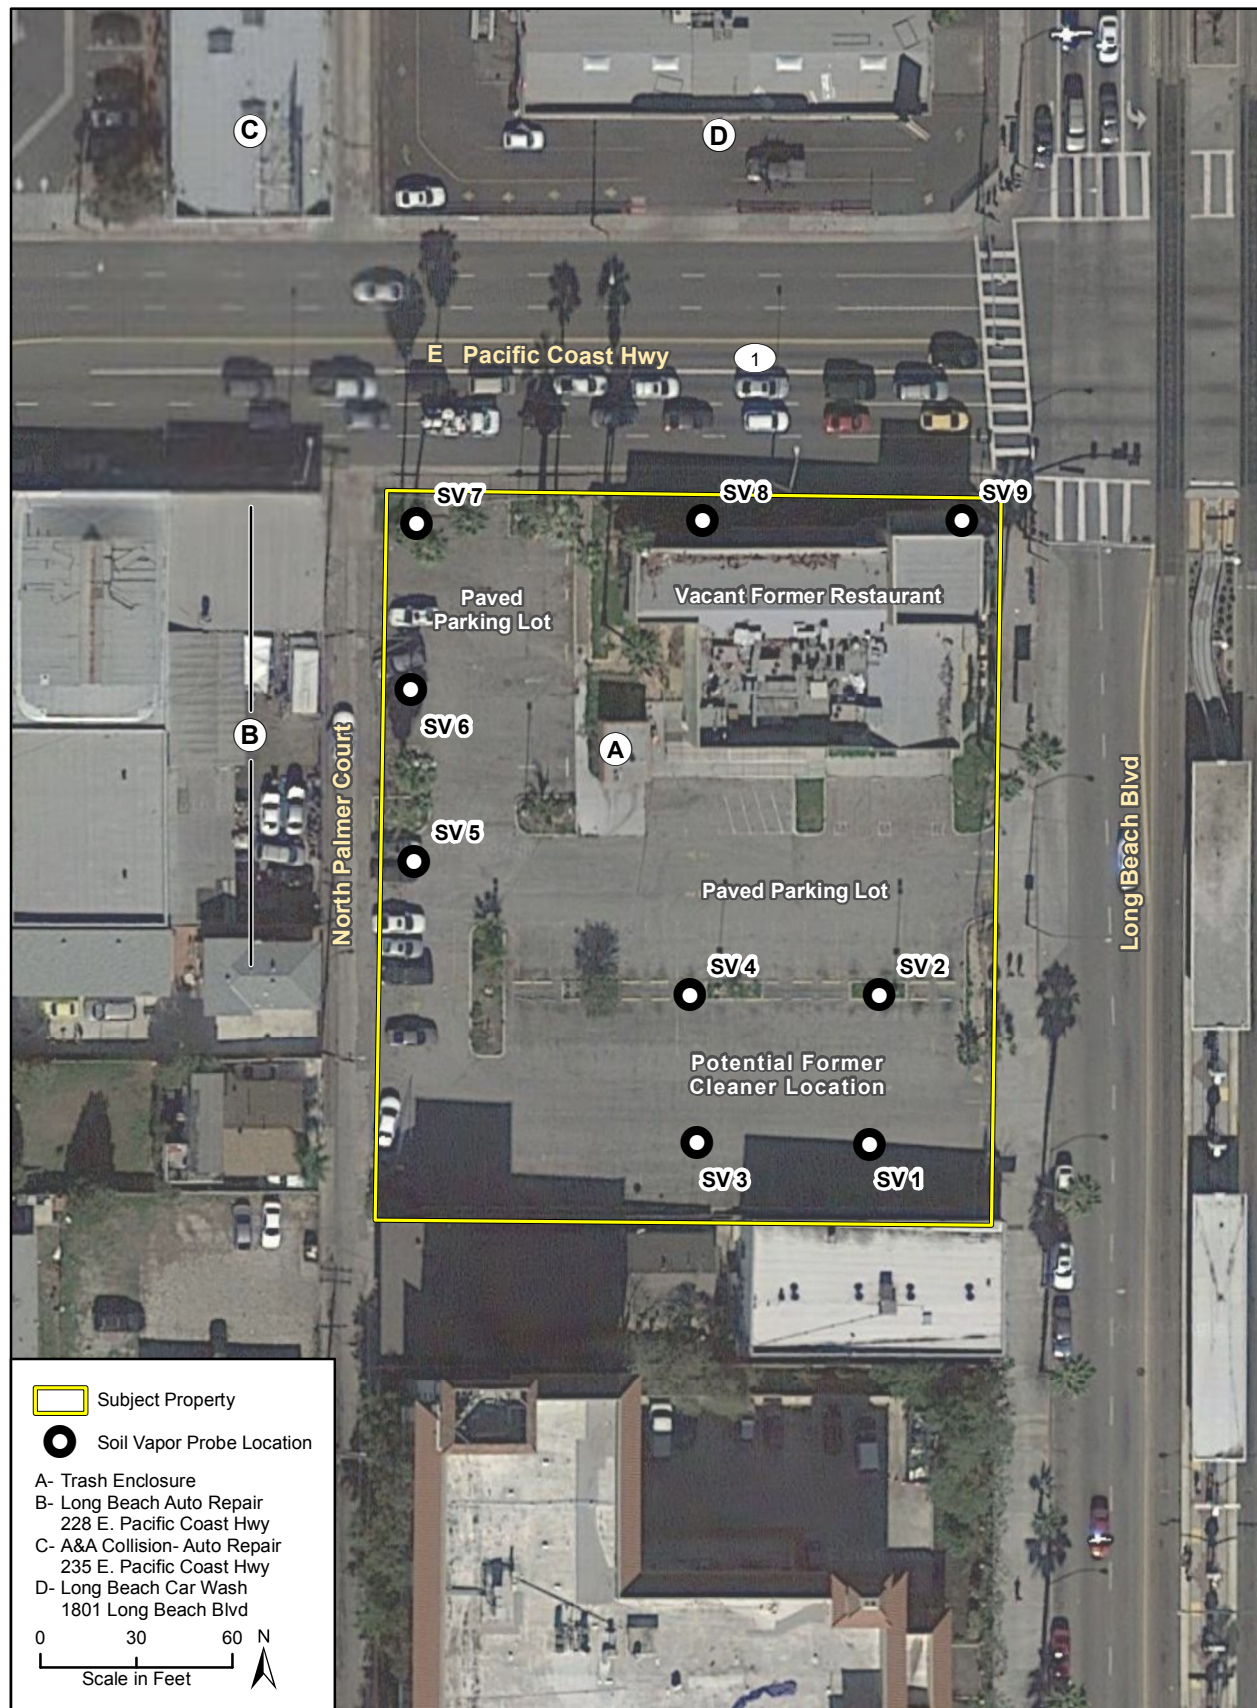 C
D
E Pacific Coast Hwy
1
SV 7
SV 8
SV 9
Paved
Parking Lot
Vacant Former Restaurant
SV 6
B
A
North Palmer Court
SV 5
Long Beach Blvd
Paved Parking Lot
SV 4
SV 2
Potential Former
Cleaner Location
SV 3
SV 1
Subject Property
Soil Vapor Probe Location
A- Trash Enclosure
B- Long Beach Auto Repair
228 E. Pacific Coast Hwy
C- A&A Collision- Auto Repair
235 E. Pacific Coast Hwy
D- Long Beach Car Wash
1801 Long Beach Blvd
0 30 60 N
Scale in Feet